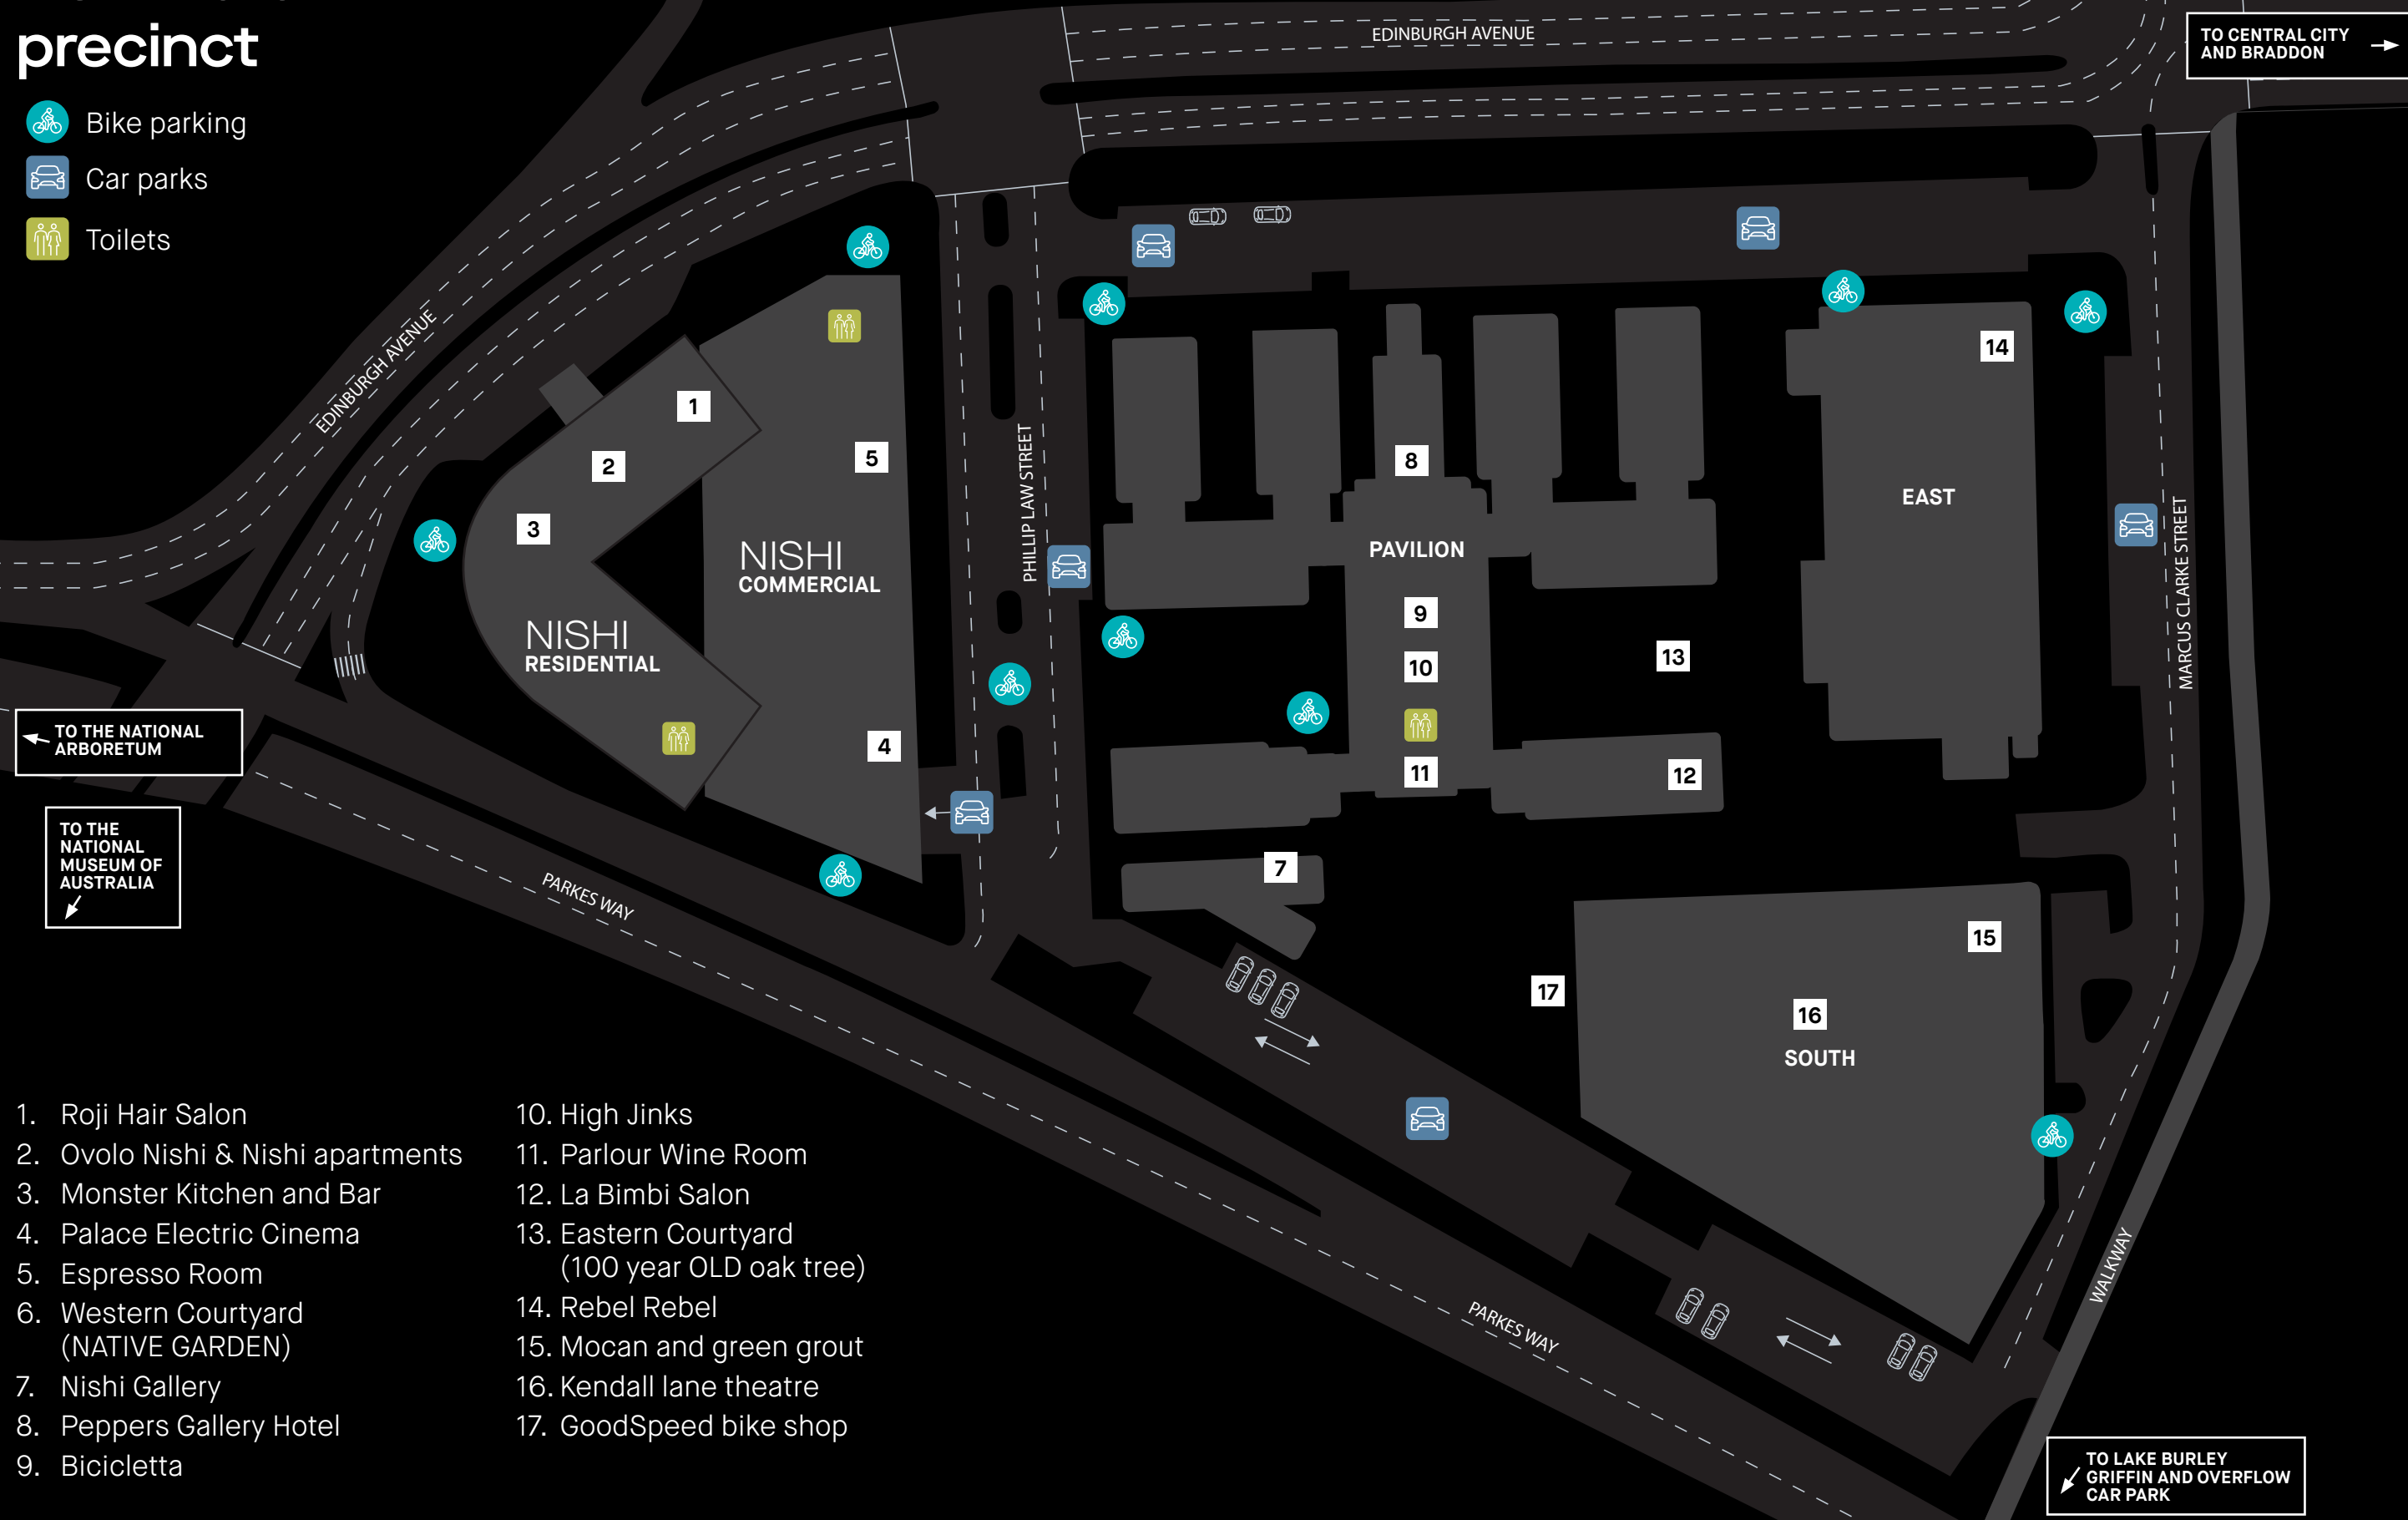 precinct
Bike parking
Car parks
Toilets
EDINBURGH AVENUE
TO CENTRAL CITY
AND BRADDON
EDINBURGH AVENUE
1
2
3
5
NISHI
COMMERCIAL
NISHI
RESIDENTIAL
4
PHILLIP LAW STREET
8
PAVILION
9
10
11
12
13
14
EAST
MARCUS CLARKE STREET
7
17
15
16
SOUTH
TO THE NATIONAL
ARBORETUM
TO THE
NATIONAL
MUSEUM OF
AUSTRALIA
PARKES WAY
PARKES WAY
WALKWAY
TO LAKE BURLEY
GRIFFIN AND OVERFLOW
CAR PARK
1. Roji Hair Salon
2. Ovolo Nishi & Nishi apartments
3. Monster Kitchen and Bar
4. Palace Electric Cinema
5. Espresso Room
6. Western Courtyard
(NATIVE GARDEN)
7. Nishi Gallery
8. Peppers Gallery Hotel
9. Bicicletta
10. High Jinks
11. Parlour Wine Room
12. La Bimbi Salon
13. Eastern Courtyard
(100 year OLD oak tree)
14. Rebel Rebel
15. Mocan and green grout
16. Kendall lane theatre
17. GoodSpeed bike shop